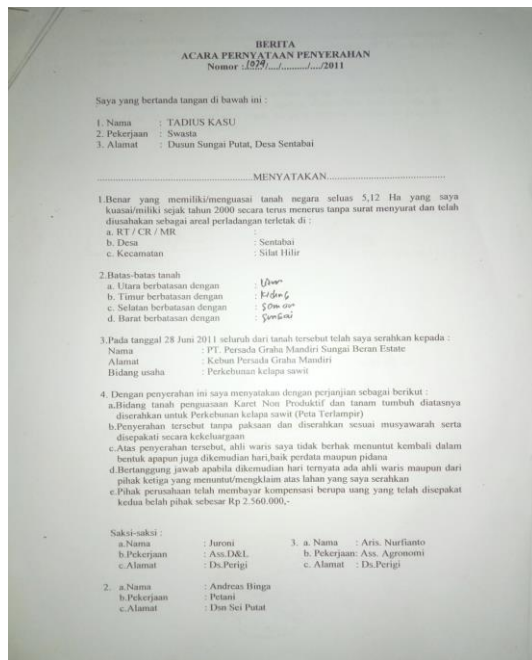 BERITA
ACARA PERNYATAAN PENYERAHAN
Nomor :1079/..../........../..../2011
Saya yang bertanda tangan di bawah ini :
1. Nama : TADIUS KASU
2. Pekerjaan : Swasta
3. Alamat : Dusun Sungai Putat, Desa Sentabai
MENYATAKAN
1.Benar yang memiliki/menguasai tanah negara seluas 5,12 Ha yang saya
kuasai/miliki sejak tahun 2000 secara terus menerus tanpa surat menyurat dan telah
diusahakan sebagai areal perladangan terletak di :
a. RT / CR / MR :
b. Desa : Sentabai
c. Kecamatan : Silat Hilir
2.Batas-batas tanah
a. Utara berbatasan dengan :
b. Timur berbatasan dengan :
c. Selatan berbatasan dengan :
d. Barat berbatasan dengan : Sungai
3.Pada tanggal 28 Juni 2011 seluruh dari tanah tersebut telah saya serahkan kepada :
Nama : PT. Persada Graha Mandiri Sungai Beran Estate
Alamat : Kebun Persada Graha Mandiri
Bidang usaha : Perkebunan kelapa sawit
4. Dengan penyerahan ini saya menyatakan dengan perjanjian sebagai berikut :
a.Bidang tanah penguasaan Karet Non Produktif dan tanam tumbuh diatasnya
diserahkan untuk Perkebunan kelapa sawit (Peta Terlampir)
b.Penyerahan tersebut tanpa paksaan dan diserahkan sesuai musyawarah serta
disepakati secara kekeluargaan
c.Atas penyerahan tersebut, ahli waris saya tidak berhak menuntut kembali dalam
bentuk apapun juga dikemudian hari,baik perdata maupun pidana
d.Bertanggung jawab apabila dikemudian hari ternyata ada ahli waris maupun dari
pihak ketiga yang menuntut/mengklaim atas lahan yang saya serahkan
e.Pihak perusahaan telah membayar kompensasi berupa uang yang telah disepakat
kedua belah pihak sebesar Rp 2.560.000,-
Saksi-saksi :
a.Nama : Juroni
b.Pekerjaan : Ass.D&L
c.Alamat : Ds.Perigi
3. a. Nama : Aris. Nurfianto
b. Pekerjaan: Ass. Agronomi
c. Alamat : Ds.Perigi
2. a.Nama : Andreas Binga
b.Pekerjaan : Petani
c.Alamat : Dsn Sei Putat